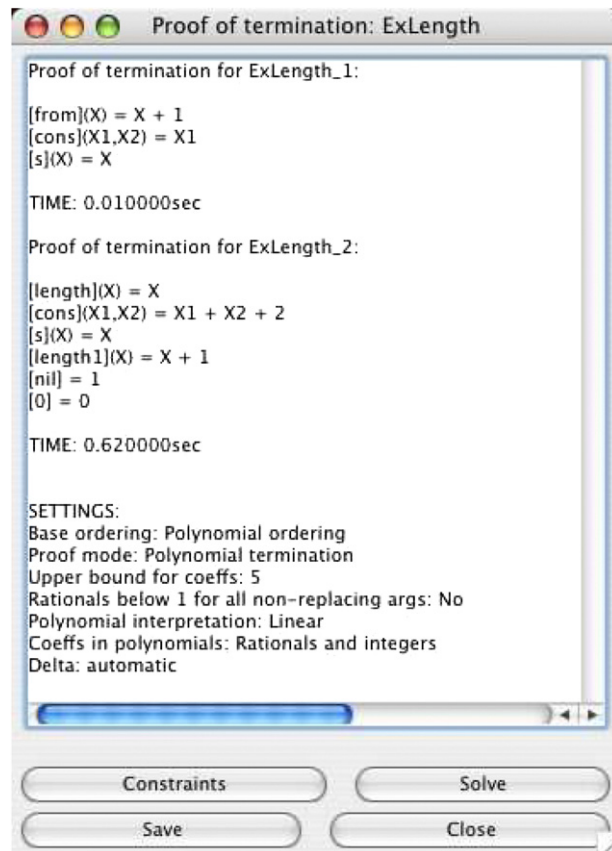 Proof of termination: ExLength
Proof of termination for ExLength_1:
[from](X) = X + 1
[cons](X1,X2) = X1
[s](X) = X
TIME: 0.010000sec
Proof of termination for ExLength_2:
[length](X) = X
[cons](X1,X2) = X1 + X2 + 2
[s](X) = X
[length1](X) = X + 1
[nil] = 1
[0] = 0
TIME: 0.620000sec
SETTINGS:
Base ordering: Polynomial ordering
Proof mode: Polynomial termination
Upper bound for coeffs: 5
Rationals below 1 for all non-replacing args: No
Polynomial interpretation: Linear
Coeffs in polynomials: Rationals and integers
Delta: automatic
Constraints
Solve
Save
Close